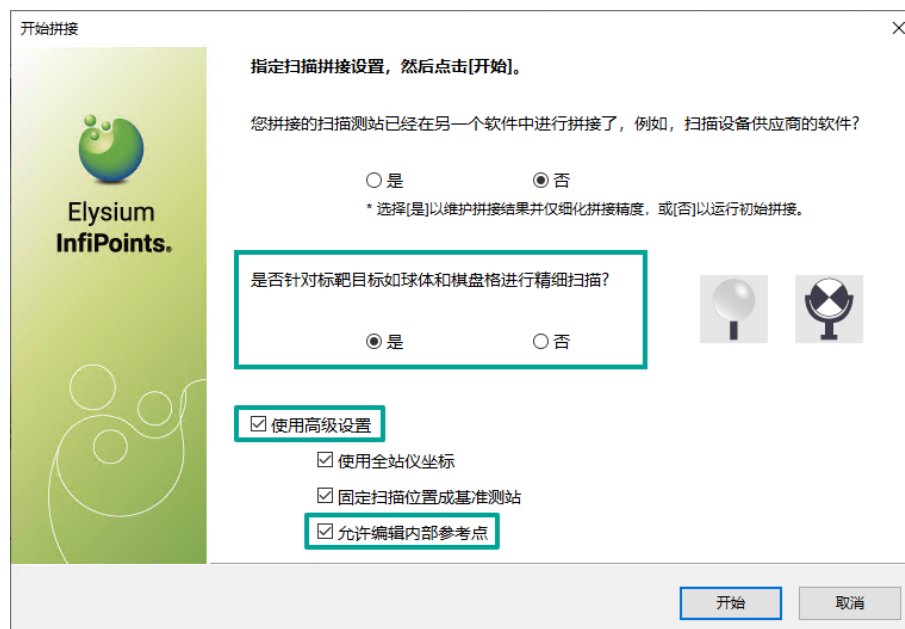 开始拼接
指定扫描拼接设置，然后点击[开始]。
您拼接的扫描测站已经在另一个软件中进行拼接了，例如，扫描设备供应商的软件?
是 否
* 选择[是]以维护拼接结果并仅细化拼接精度，或[否]以运行初始拼接。
Elysium
InfiPoints®
是否针对标靶目标如球体和棋盘格进行精细扫描?
是 否
使用高级设置
使用全站仪坐标
固定扫描位置成基准测站
允许编辑内部参考点
开始 取消